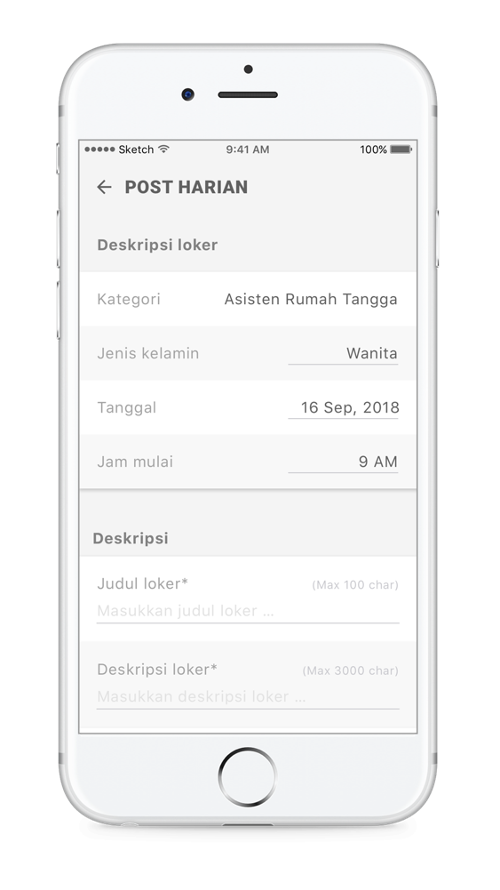 Sketch 9:41 AM 100%
← POST HARIAN
Deskripsi loker
Kategori Asisten Rumah Tangga
Jenis kelamin Wanita
Tanggal 16 Sep, 2018
Jam mulai 9 AM
Deskripsi
Judul loker* (Max 100 char)
Masukkan judul loker ...
Deskripsi loker* (Max 3000 char)
Masukkan deskripsi loker ...